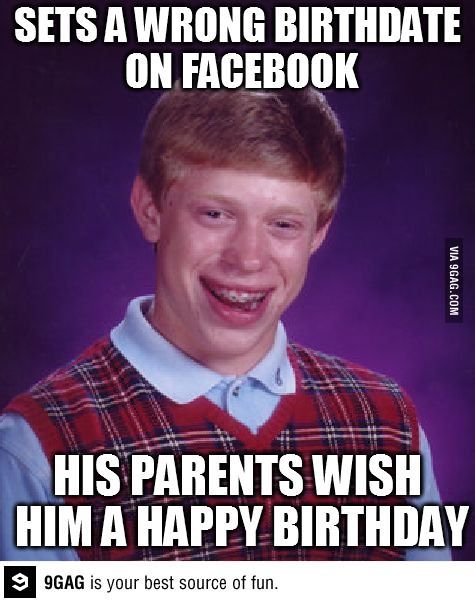 SETS A WRONG BIRTHDATE
ON FACEBOOK
VIA 9GAG.COM
HIS PARENTS WISH
HIM A HAPPY BIRTHDAY
9GAG is your best source of fun.